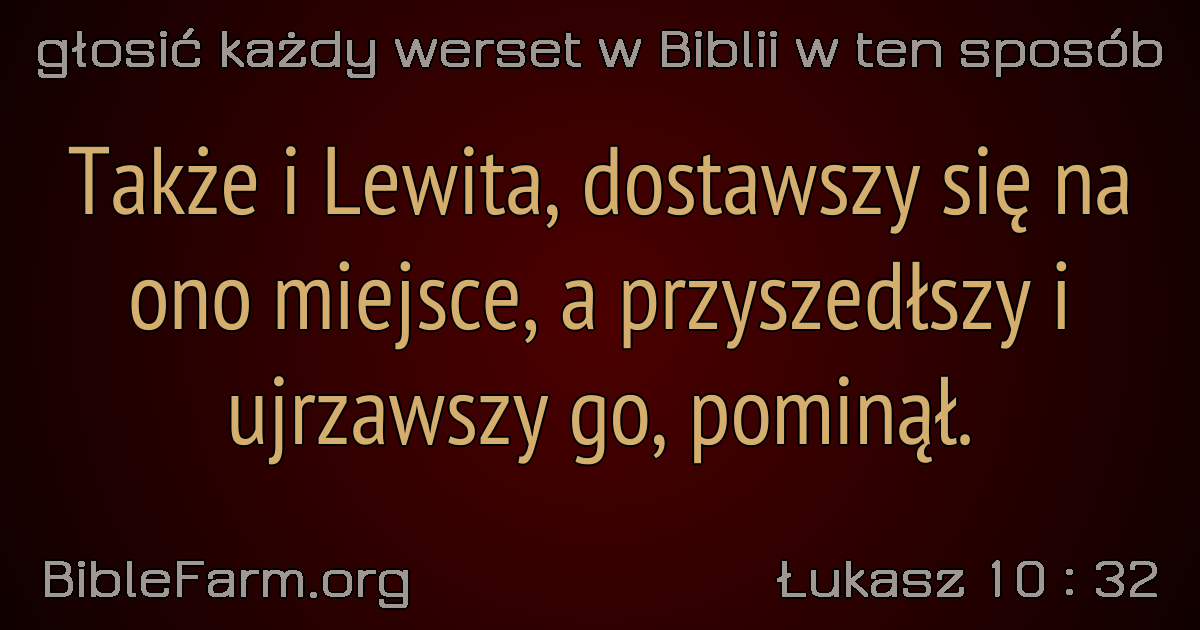 głosić każdy werset w Biblii w ten sposób
Także i Lewita, dostawszy się na
ono miejsce, a przyszedłszy i
ujrzawszy go, pominął.
BibleFarm.org
Łukasz 10 : 32